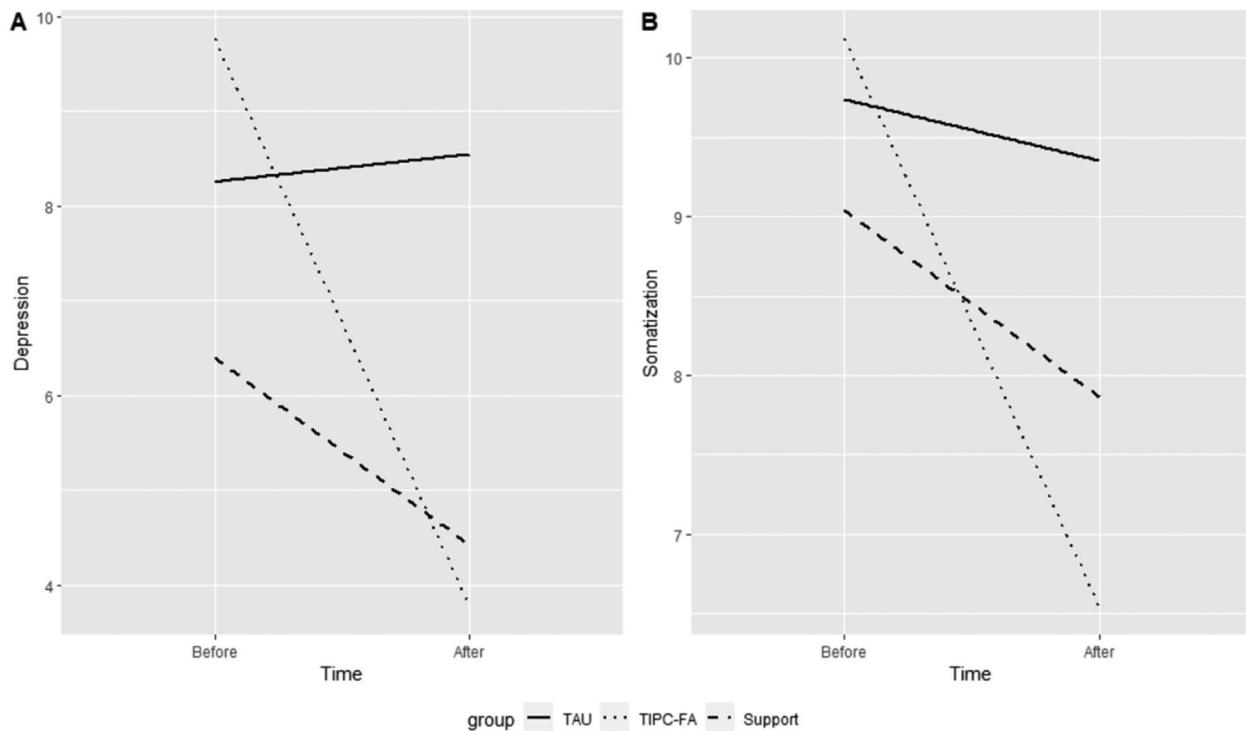 A
10
8
6
4
Depression
Before
After
Time
B
10
9
8
7
Somatization
Before
After
Time
group TAU TIPC-FA Support